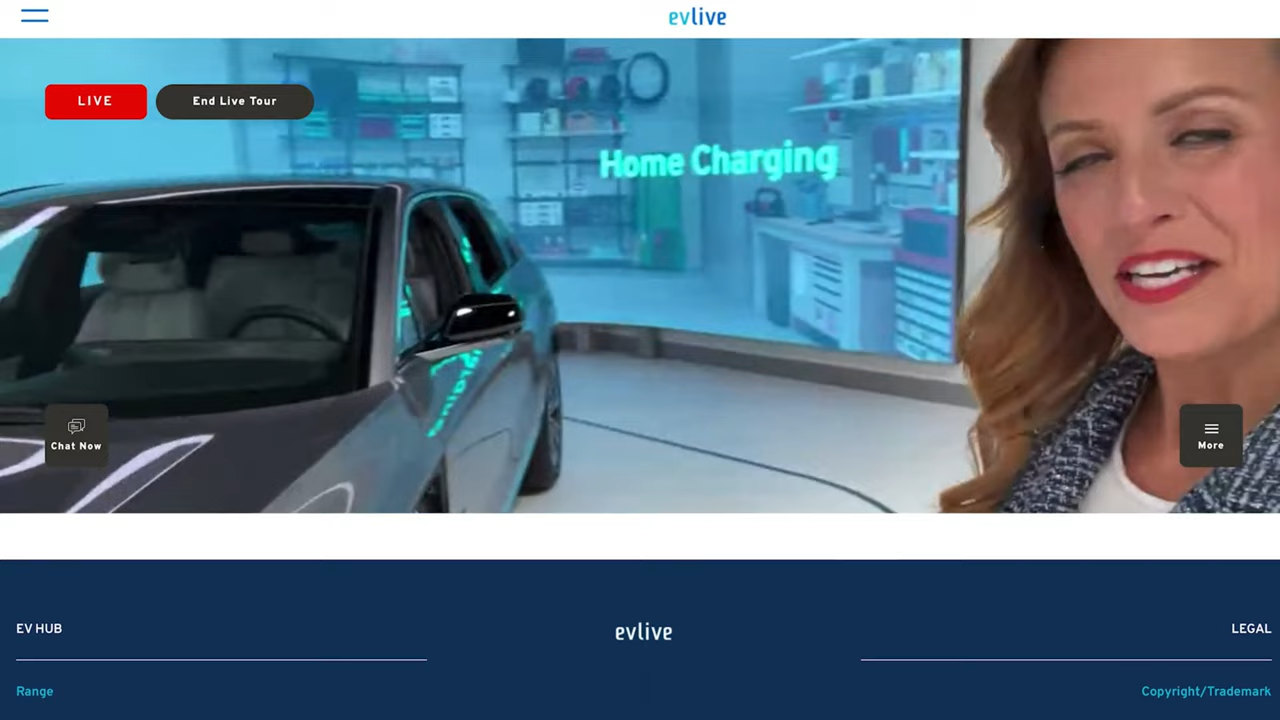 evlive
LIVE
End Live Tour
Home Charging
Chat Now
More
EV HUB
evlive
LEGAL
Range
Copyright/Trademark